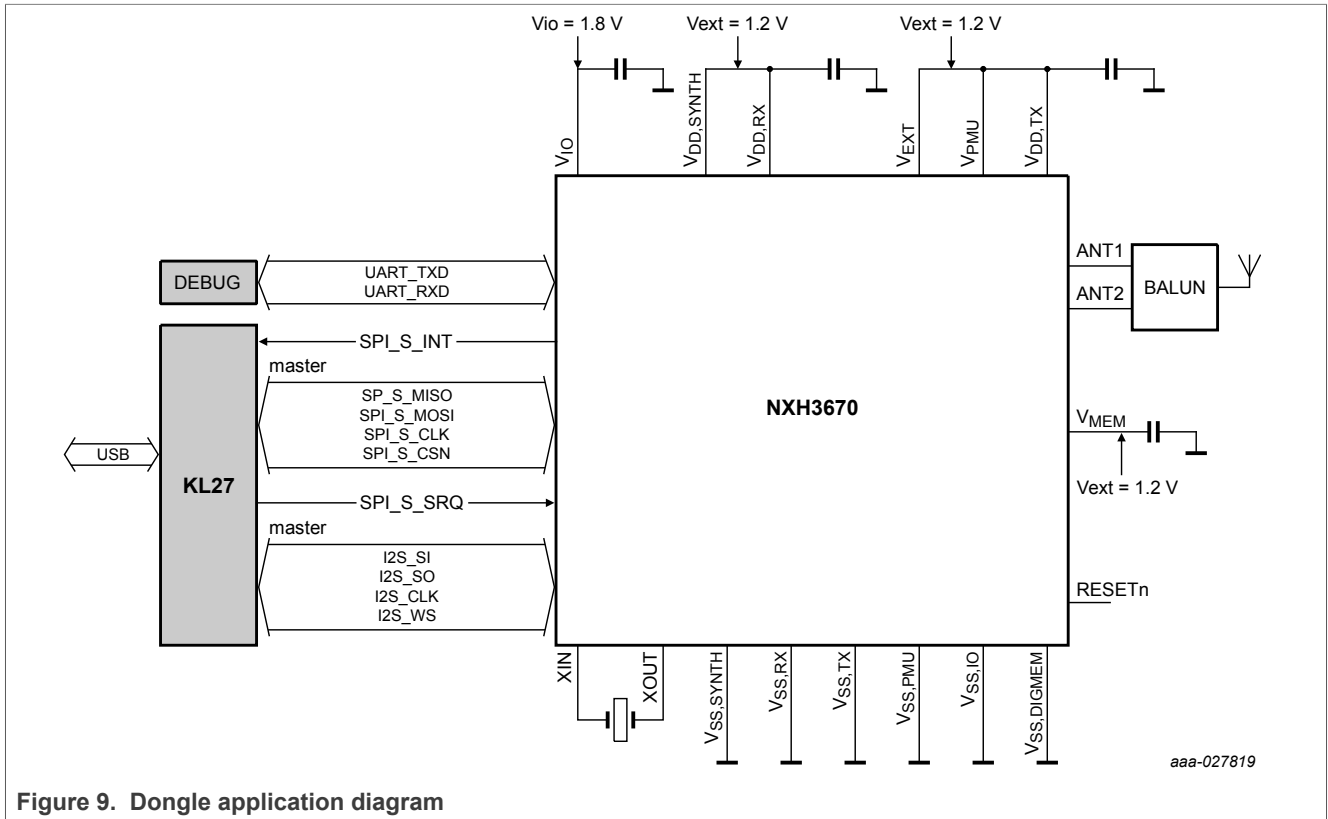 Vio = 1.8 V
Vext = 1.2 V
Vext = 1.2 V
VIO
VDD,SYNTH
VDD,RX
VEXT
VPMU
VDD,TX
DEBUG
UART_TXD
UART_RXD
ANT1
ANT2
BALUN
SPI_S_INT
master
SP_S_MISO
SPI_S_MOSI
SPI_S_CLK
SPI_S_CSN
NXH3670
VMEM
Vext = 1.2 V
USB
KL27
SPI_S_SRQ
master
I2S_SI
I2S_SO
I2S_CLK
I2S_WS
RESETn
XIN
XOUT
VSS,SYNTH
VSS,RX
VSS,TX
VSS,PMU
VSS,IO
VSS,DIGMEM
aaa-027819
Figure 9. Dongle application diagram